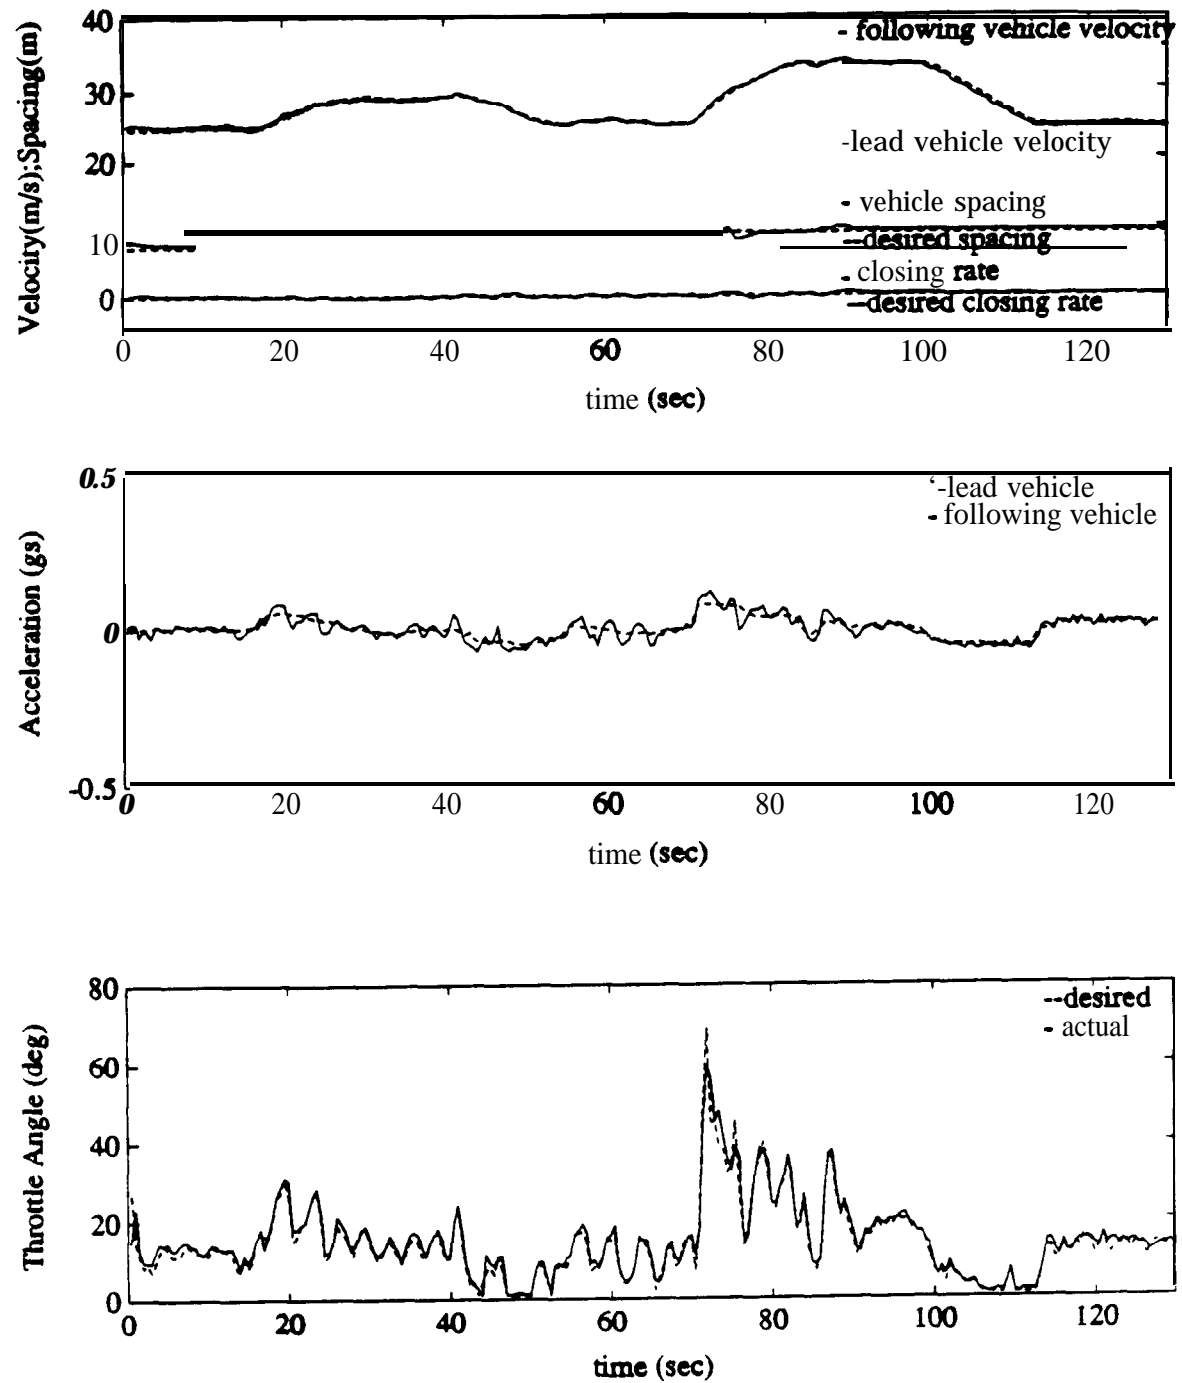 Velocity(m/s);Spacing(m)
40
30
20
10
0
- following vehicle velocity
-lead vehicle velocity
- vehicle spacing
--desired spacing
- closing rate
--desired closing rate
0 20 40 60 80 100 120
time (sec)
Acceleration (gs)
0.5
0
-0.5
‘-lead vehicle
- following vehicle
0 20 40 60 80 100 120
time (sec)
Throttle Angle (deg)
80
60
40
20
0
--desired
- actual
0 20 40 60 80 100 120
time (sec)